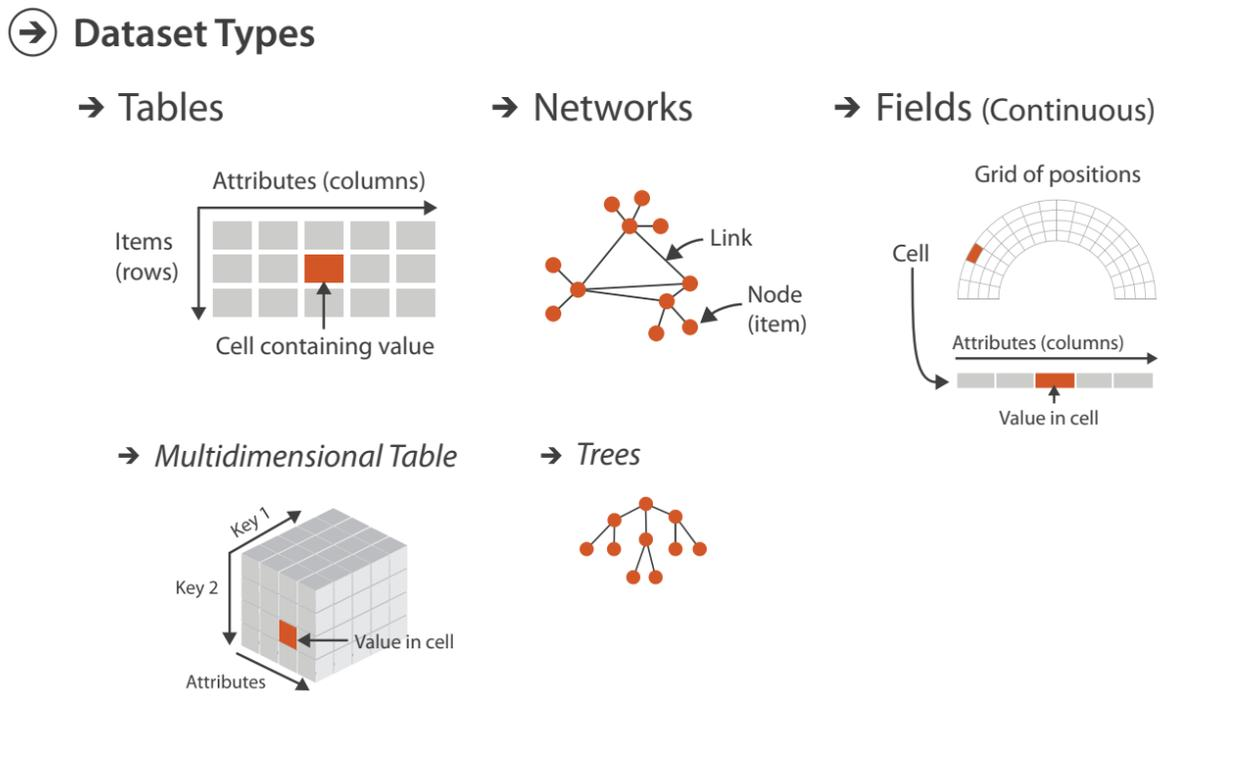 Dataset Types
Tables
Attributes (columns)
Items
(rows)
Cell containing value
Networks
Link
Node
(item)
Fields (Continuous)
Grid of positions
Cell
Attributes (columns)
Value in cell
Multidimensional Table
Key 1
Key 2
Value in cell
Attributes
Trees